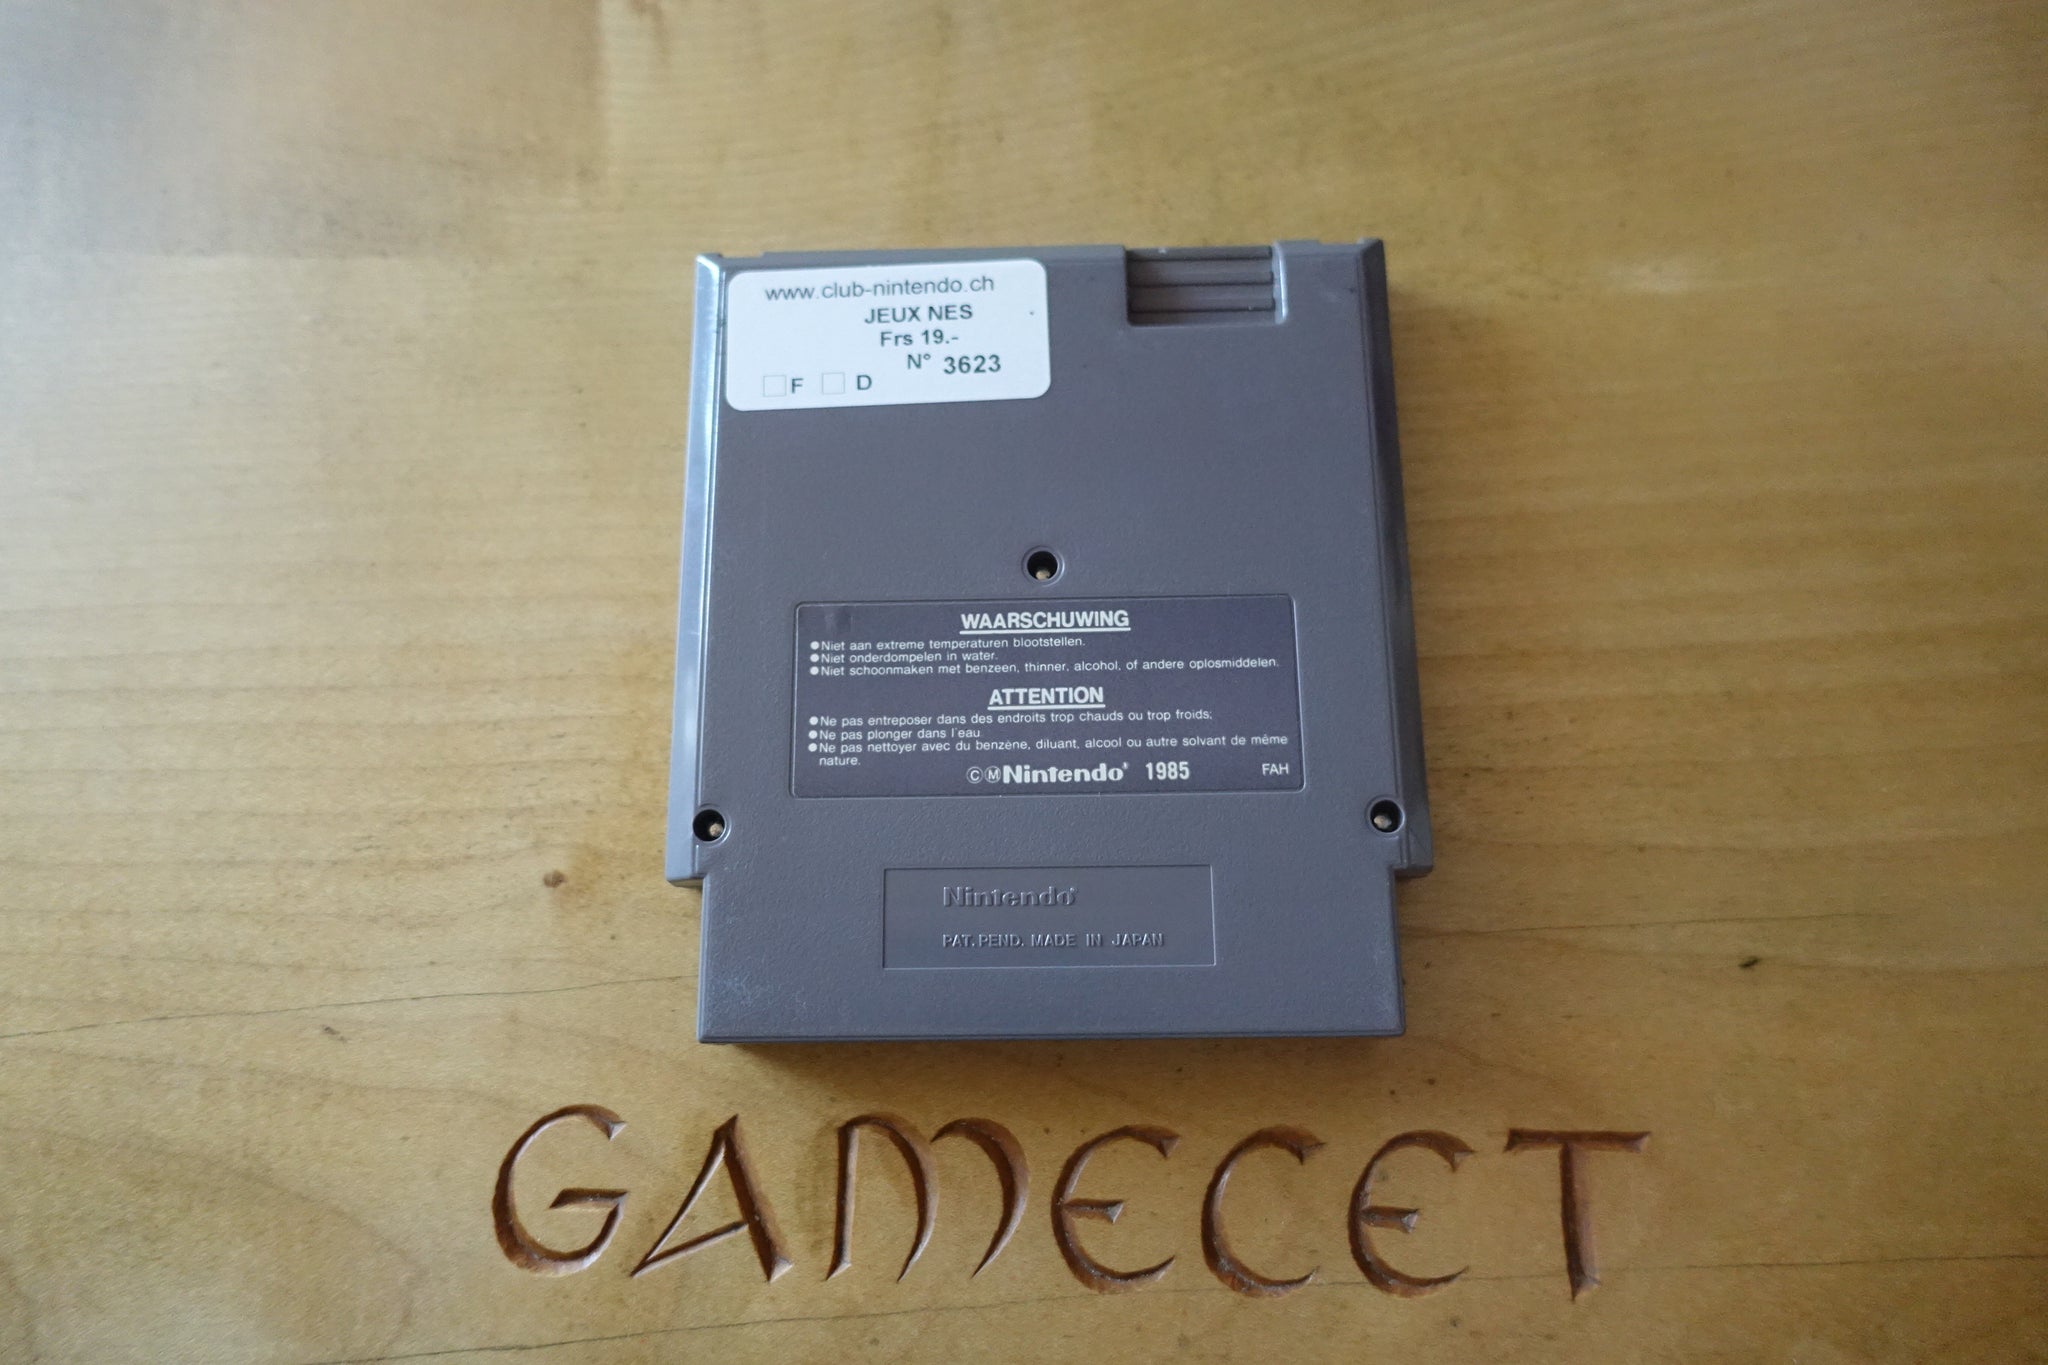 www.club-nintendo.ch
JEUX NES
Frs 19.-
N° 3623
F D
WAARSCHUWING
●Niet aan extreme temperaturen blootstellen.
●Niet onderdompelen in water.
●Niet schoonmaken met benzeen, thinner, alcohol, of andere oplosmiddelen.
ATTENTION
●Ne pas entreposer dans des endroits trop chauds ou trop froids.
●Ne pas plonger dans l'eau
●Ne pas nettoyer avec du benzène, diluant, alcool ou autre solvant de même
nature.
ⒸⓂNintendo® 1985 FAH
Nintendo®
PAT. PEND. MADE IN JAPAN
GAMECET